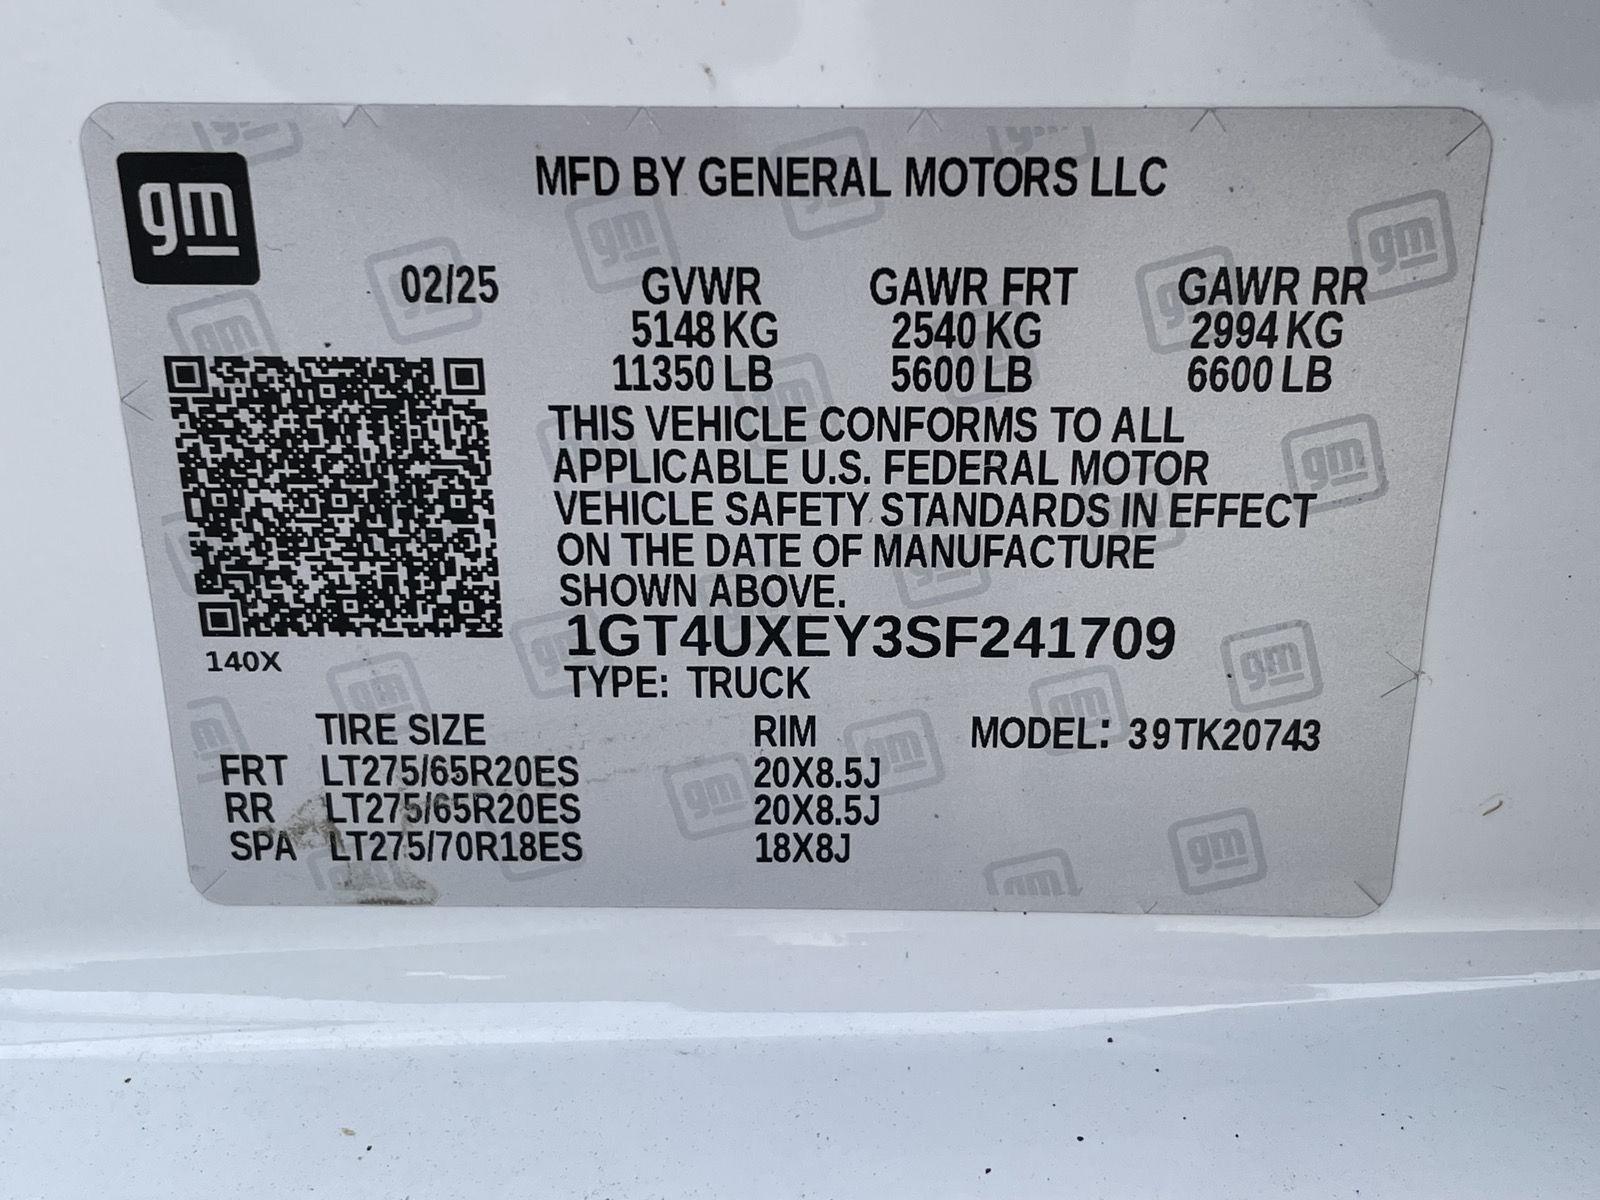 gm
MFD BY GENERAL MOTORS LLC
02/25 GVWR GAWR FRT GAWR RR
5148 KG 2540 KG 2994 KG
11350 LB 5600 LB 6600 LB
THIS VEHICLE CONFORMS TO ALL
APPLICABLE U.S. FEDERAL MOTOR
VEHICLE SAFETY STANDARDS IN EFFECT
ON THE DATE OF MANUFACTURE
SHOWN ABOVE.
1GT4UXEY3SF241709
140X
TYPE: TRUCK
TIRE SIZE RIM MODEL: 39TK20743
FRT LT275/65R20ES 20X8.5J
RR LT275/65R20ES 20X8.5J
SPA LT275/70R18ES 18X8J